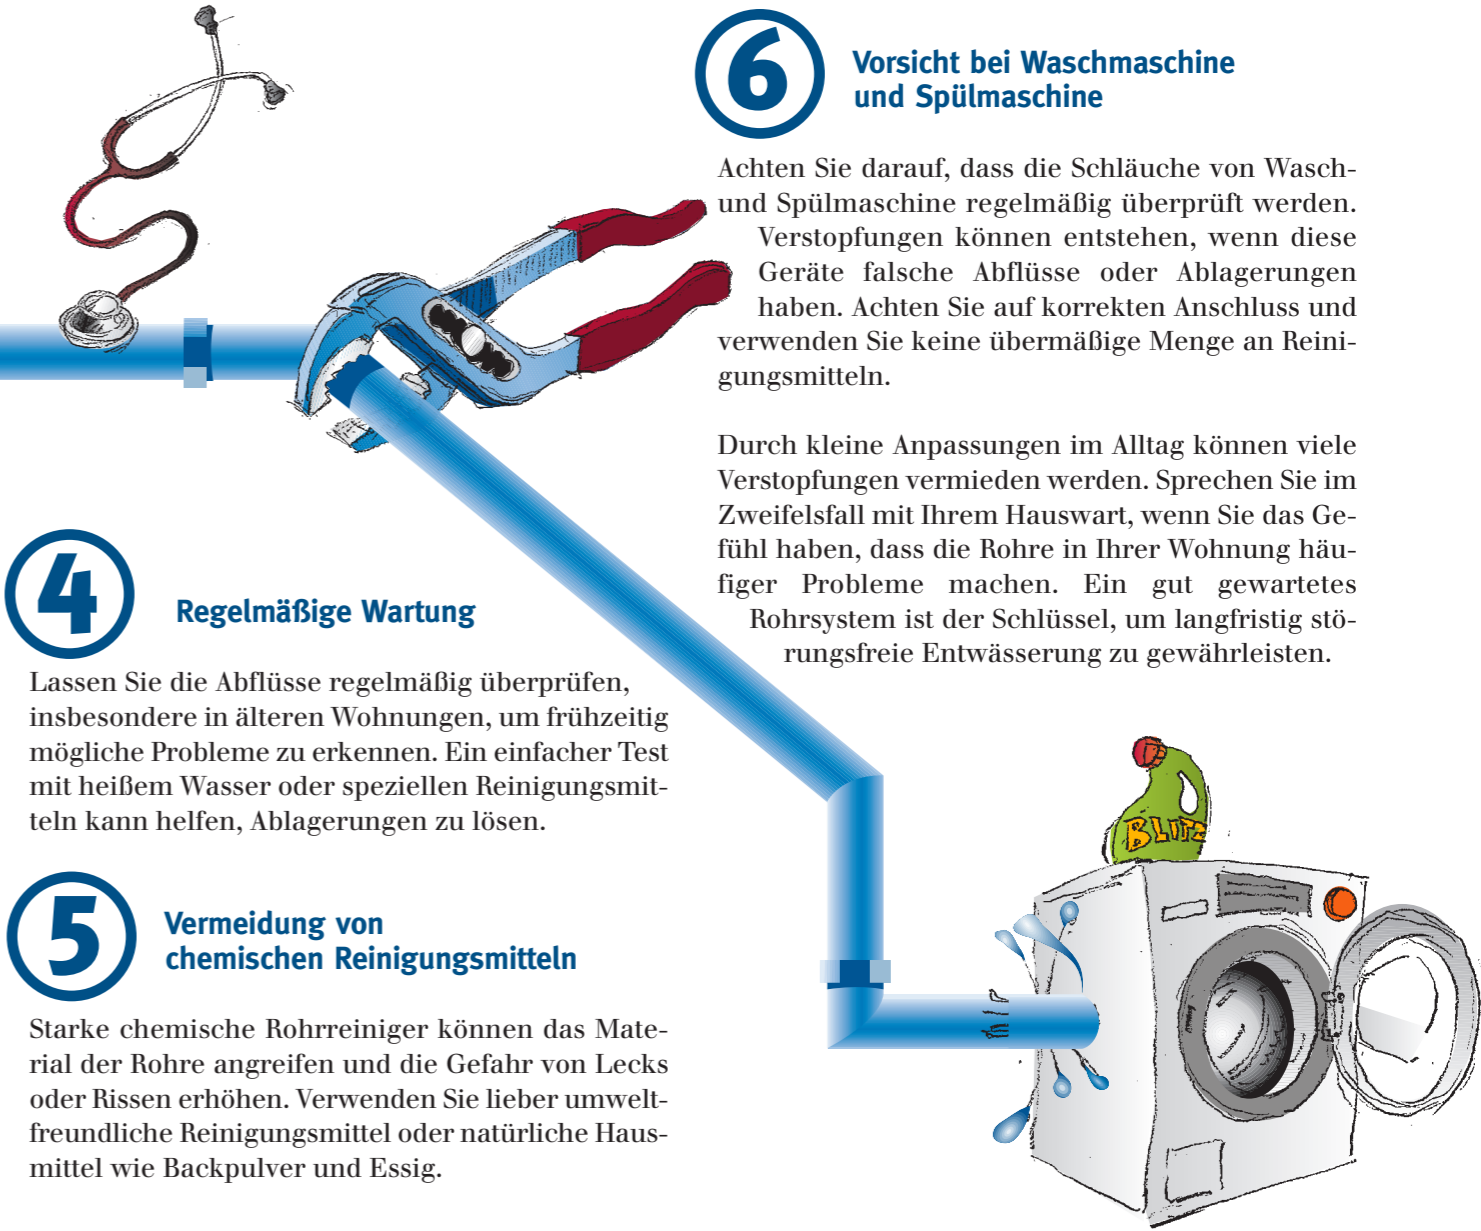 4
Regelmäßige Wartung
Lassen Sie die Abflüsse regelmäßig überprüfen,
insbesondere in älteren Wohnungen, um frühzeitig
mögliche Probleme zu erkennen. Ein einfacher Test
mit heißem Wasser oder speziellen Reinigungsmit-
teln kann helfen, Ablagerungen zu lösen.
5
Vermeidung von
chemischen Reinigungsmitteln
Starke chemische Rohrreiniger können das Mate-
rial der Rohre angreifen und die Gefahr von Lecks
oder Rissen erhöhen. Verwenden Sie lieber umwelt-
freundliche Reinigungsmittel oder natürliche Haus-
mittel wie Backpulver und Essig.
6
Vorsicht bei Waschmaschine
und Spülmaschine
Achten Sie darauf, dass die Schläuche von Wasch-
und Spülmaschine regelmäßig überprüft werden.
Verstopfungen können entstehen, wenn diese
Geräte falsche Abflüsse oder Ablagerungen
haben. Achten Sie auf korrekten Anschluss und
verwenden Sie keine übermäßige Menge an Reini-
gungsmitteln.
Durch kleine Anpassungen im Alltag können viele
Verstopfungen vermieden werden. Sprechen Sie im
Zweifelsfall mit Ihrem Hauswart, wenn Sie das Ge-
fühl haben, dass die Rohre in Ihrer Wohnung häu-
figer Probleme machen. Ein gut gewartetes
Rohrsystem ist der Schlüssel, um langfristig stö-
rungsfreie Entwässerung zu gewährleisten.
BLITZ